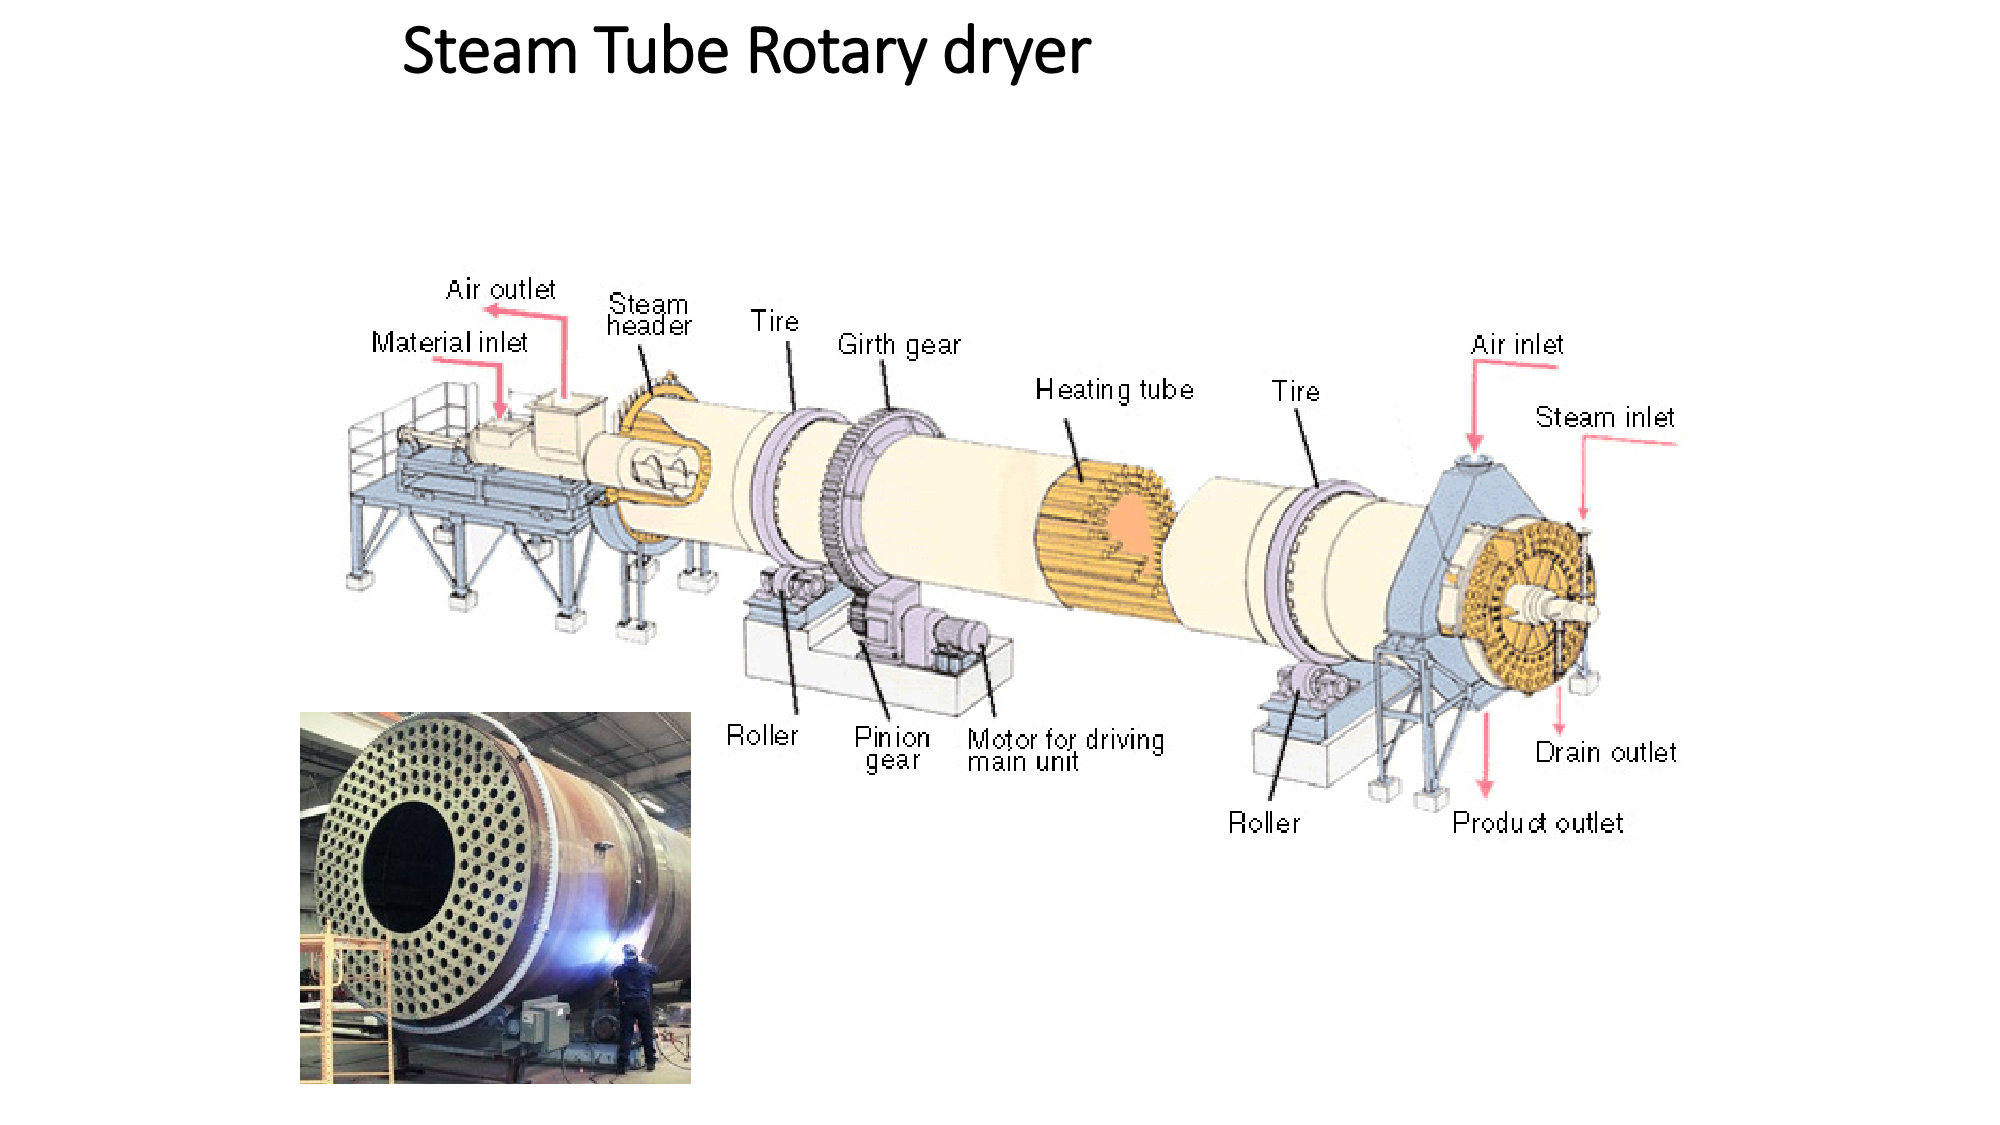 Steam Tube Rotary dryer
Air outlet
Steam
header
Tire
Material inlet
Girth gear
Air inlet
Heating tube
Tire
Steam inlet
Roller
Pinion
gear
Motor for driving
main unit
Drain outlet
Roller
Product outlet